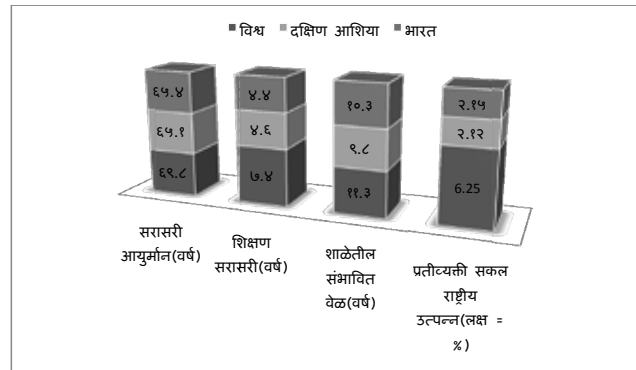 विश्व दक्षिण आशिया भारत
६५.४ ४.४ १०.३ २.१५
६५.१ ४.६ ९.८ २.१२
६९.८ ७.४ ११.३ 6.25
सरासरी
आयुर्मान(वर्ष)
शिक्षण
सरासरी(वर्ष)
शाळेतील
संभावित
वेळ(वर्ष)
प्रतीव्यक्ती सकल
राष्ट्रीय
उत्पन्न(लक्ष =
%)